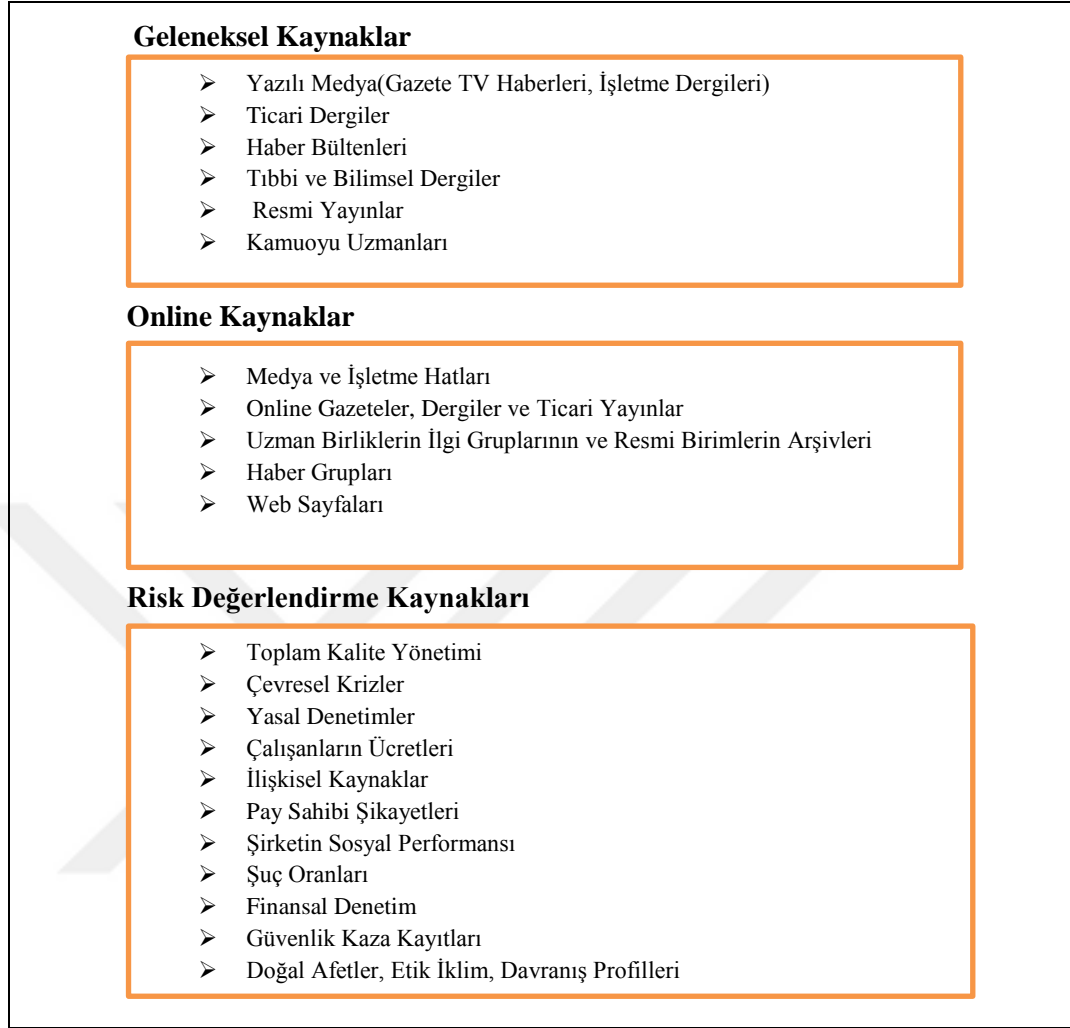 Geleneksel Kaynaklar
➢ Yazılı Medya(Gazete TV Haberleri, İşletme Dergileri)
➢ Ticari Dergiler
➢ Haber Bültenleri
➢ Tıbbi ve Bilimsel Dergiler
➢ Resmi Yayınlar
➢ Kamuoyu Uzmanları
Online Kaynaklar
➢ Medya ve İşletme Hatları
➢ Online Gazeteler, Dergiler ve Ticari Yayınlar
➢ Uzman Birliklerin İlgi Gruplarının ve Resmi Birimlerin Arşivleri
➢ Haber Grupları
➢ Web Sayfaları
Risk Değerlendirme Kaynakları
➢ Toplam Kalite Yönetimi
➢ Çevresel Krizler
➢ Yasal Denetimler
➢ Çalışanların Ücretleri
➢ İlişkisel Kaynaklar
➢ Pay Sahibi Şikayetleri
➢ Şirketin Sosyal Performansı
➢ Şuç Oranları
➢ Finansal Denetim
➢ Güvenlik Kaza Kayıtları
➢ Doğal Afetler, Etik İklim, Davranış Profilleri